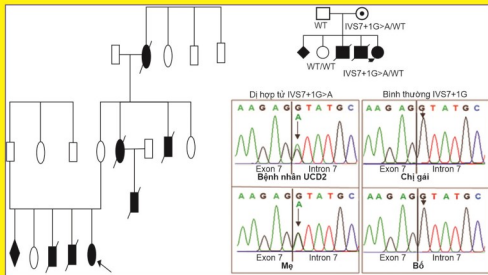 WT
IVS7+1G>A/WT
WT/WT
IVS7+1G>A/WT
Dị hợp tử IVS7+1G>A
Bình thường IVS7+1G
A A G A G G T A T G C
A
Exon 7
Intron 7
Bệnh nhân UCD2
A A G A G G T A T G C
Exon 7
Intron 7
Chị gái
A A G A G G T A T G C
A
Exon 7
Intron 7
Mẹ
A A G A G G T A T G C
Exon 7
Intron 7
Bố